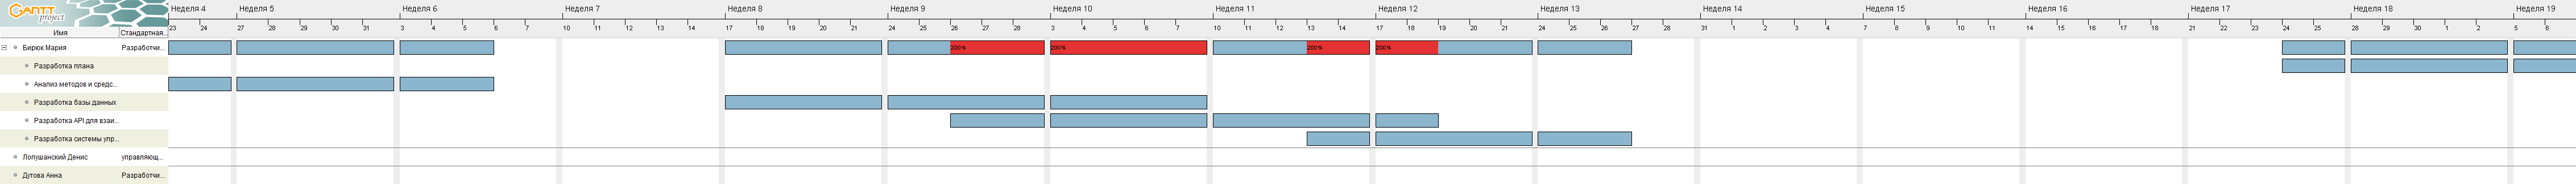 GANTT
project
Неделя 4 Неделя 5 Неделя 6 Неделя 7 Неделя 8 Неделя 9 Неделя 10 Неделя 11 Неделя 12 Неделя 13 Неделя 14 Неделя 15 Неделя 16 Неделя 17 Неделя 18 Неделя 19
Имя Стандартная... 23 24 27 28 29 30 31 3 4 5 6 7 10 11 12 13 14 17 18 19 20 21 24 25 26 27 28 3 4 5 6 7 10 11 12 13 14 17 18 19 20 21 24 25 26 27 28 31 1 2 3 4 7 8 9 10 11 14 15 16 17 18 21 22 23 24 25 28 29 30 1 2 5 6
Бирюк Мария Разработчи... 200% 200% 200% 200%
Разработка плана
Анализ методов и средс...
Разработка базы данных
Разработка API для взаи...
Разработка системы упр...
Лопушанский Денис управляющ...
Дутова Анна Разработчи...